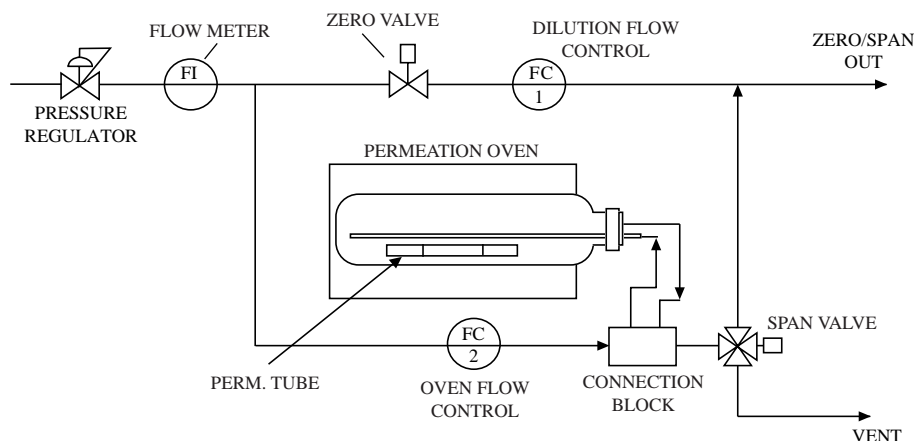 ZERO VALVE
FLOW METER
DILUTION FLOW
CONTROL
ZERO/SPAN
OUT
FI
FC
1
PRESSURE
REGULATOR
PERMEATION OVEN
FC
2
SPAN VALVE
PERM. TUBE
OVEN FLOW
CONTROL
CONNECTION
BLOCK
VENT